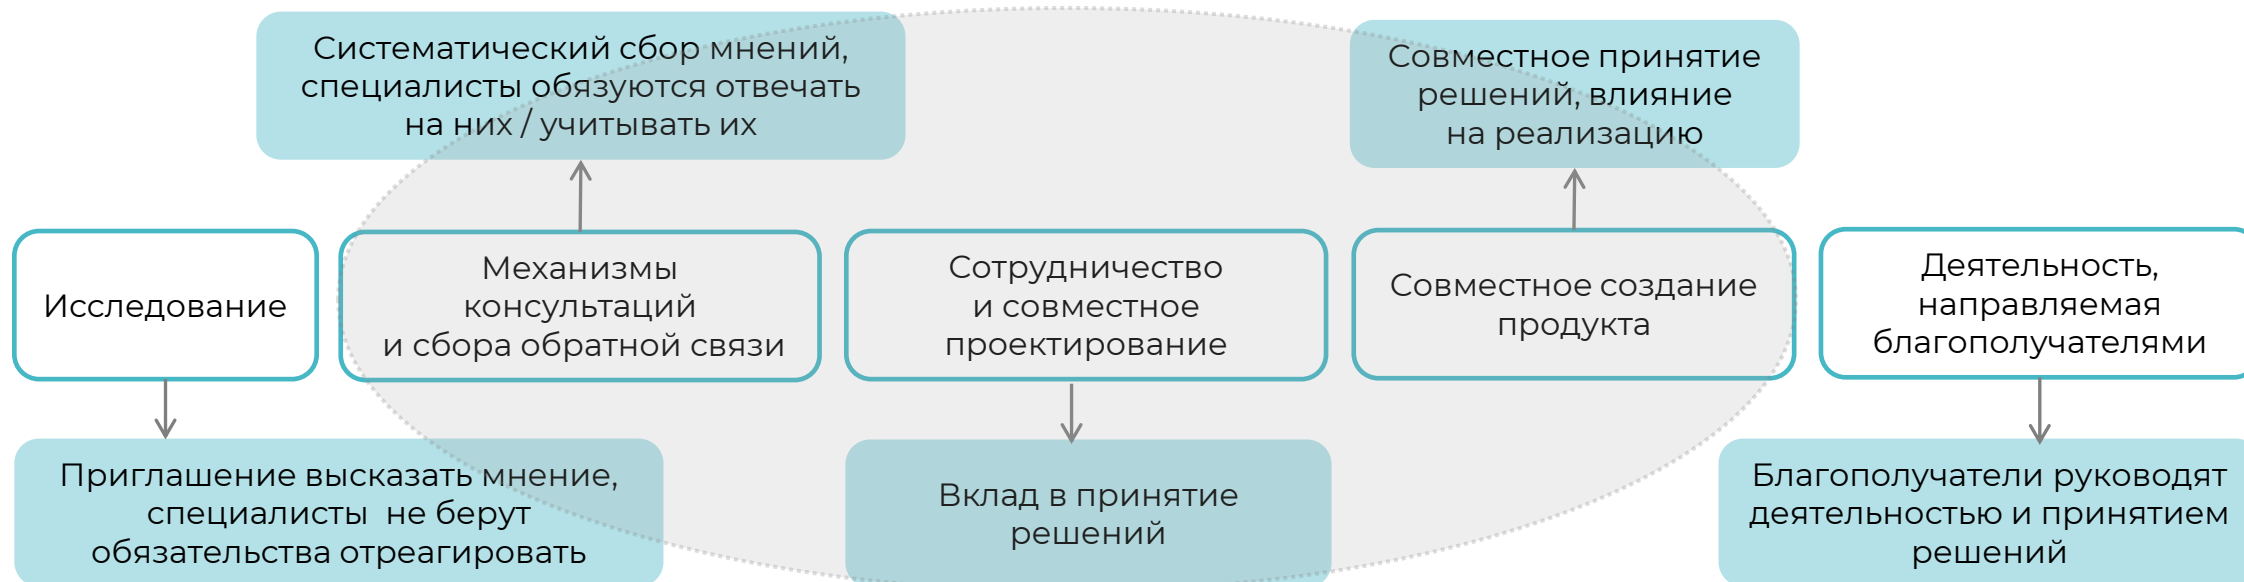 Систематический сбор мнений,
специалисты обязуются отвечать
на них / учитывать их
Совместное принятие
решений, влияние
на реализацию
Исследование
Механизмы
консультаций
и сбора обратной связи
Сотрудничество
и совместное
проектирование
Совместное создание
продукта
Деятельность,
направляемая
благополучателями
Приглашение высказать мнение,
специалисты не берут
обязательства отреагировать
Вклад в принятие
решений
Благополучатели руководят
деятельностью и принятием
решений